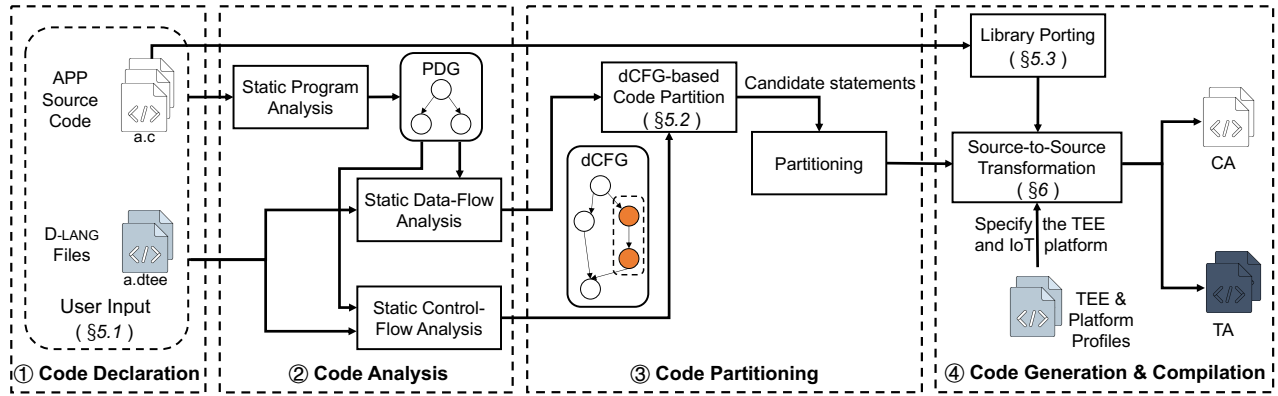 APP
Source
Code
</>
a.c
D-LANG
Files
</>
a.dtee
User Input
( §5.1 )
① Code Declaration
Static Program
Analysis
PDG
Static Data-Flow
Analysis
Static Control-
Flow Analysis
② Code Analysis
dCFG-based
Code Partition
( §5.2 )
Candidate statements
dCFG
Partitioning
③ Code Partitioning
Library Porting
( §5.3 )
Source-to-Source
Transformation
( §6 )
Specify the TEE
and IoT platform
</>
TEE &
Platform
Profiles
</>
CA
</>
TA
④ Code Generation & Compilation